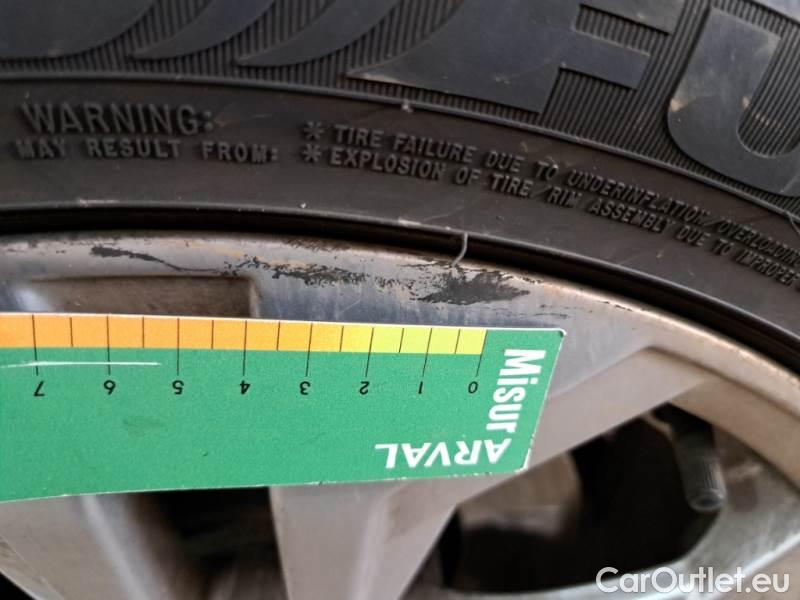 FU
WARNING: * TIRE FAILURE DUE TO UNDERINFLATION/OVERLOADING
MAY RESULT FROM: * EXPLOSION OF TIRE/RIM ASSEMBLY DUE TO IMPROPER
7 6 5 4 3 2 1 0
Misur
ARVAL
CarOutlet.eu